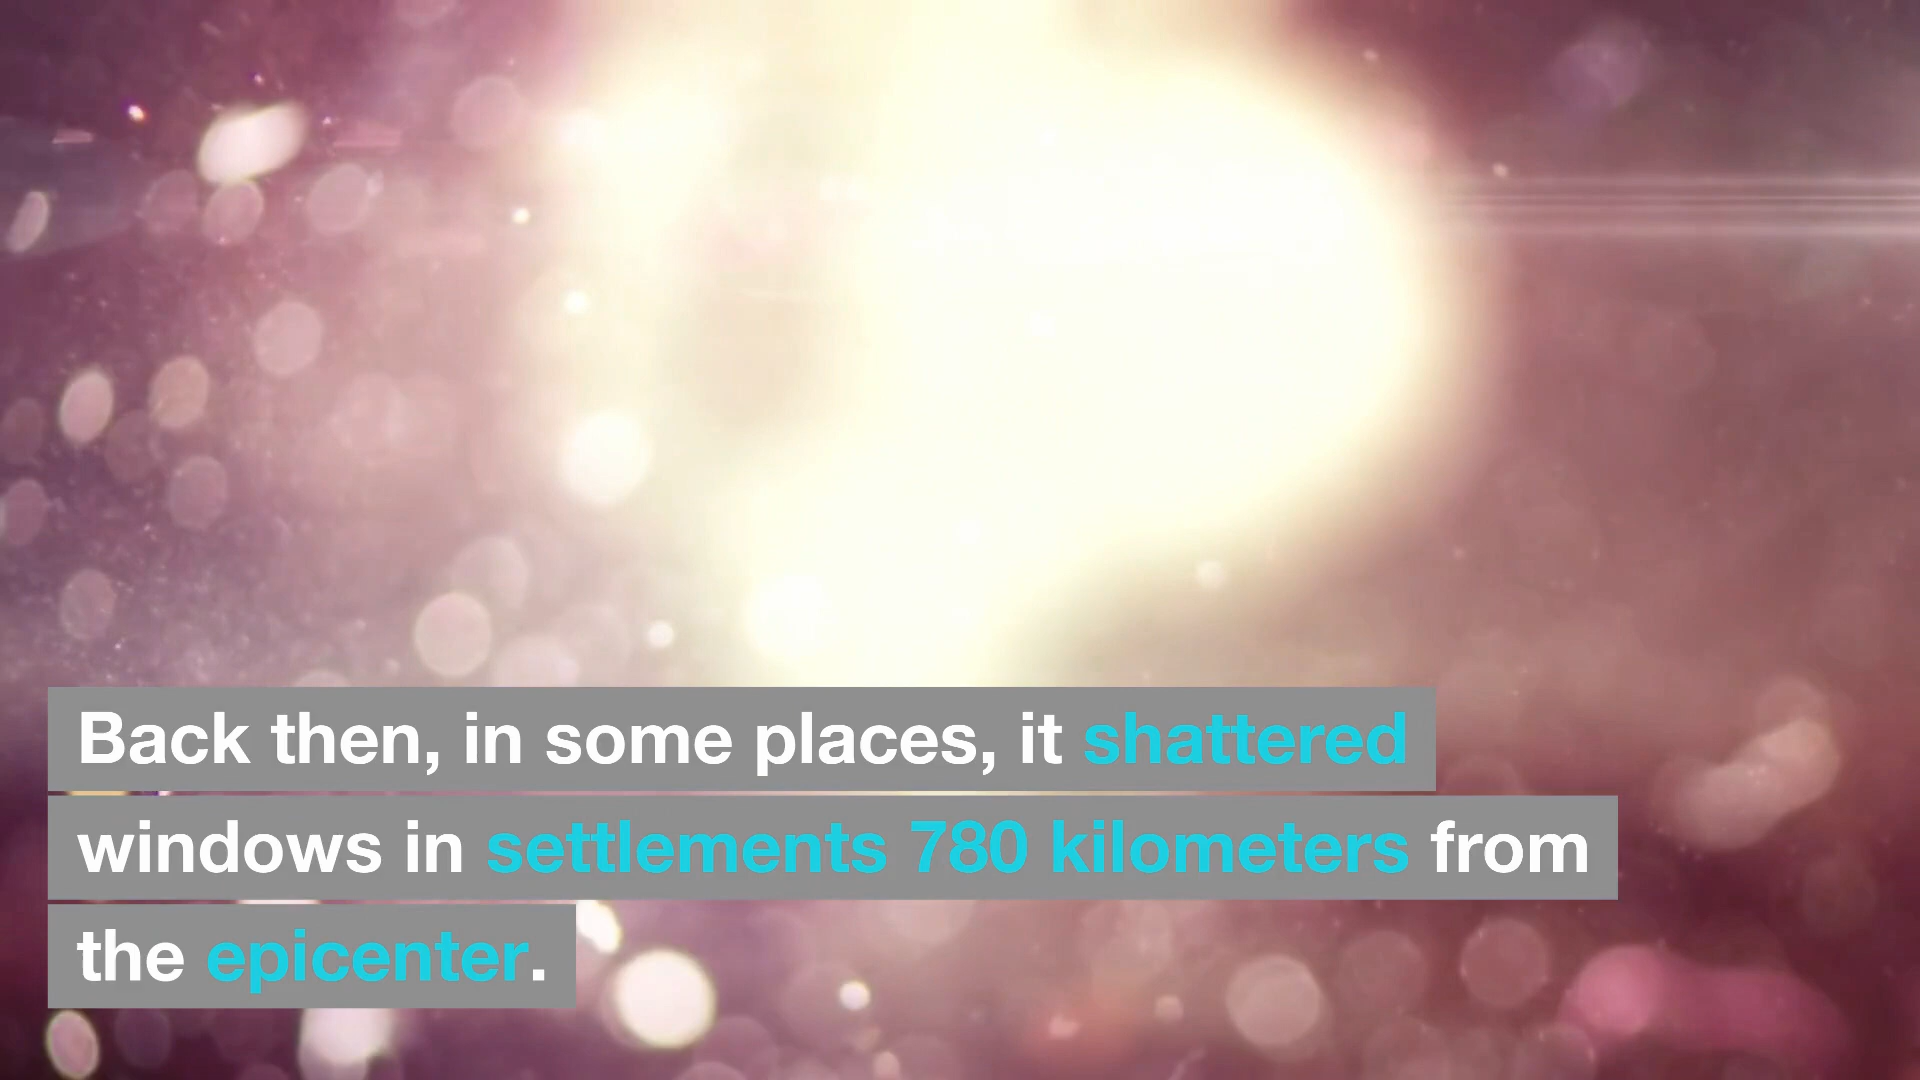 Back then, in some places, it shattered
windows in settlements 780 kilometers from
the epicenter.